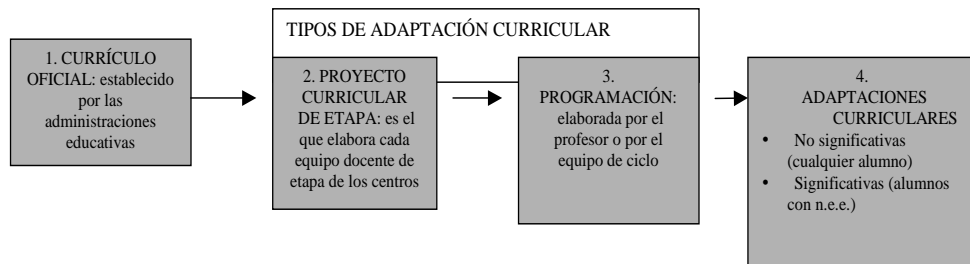 TIPOS DE ADAPTACIÓN CURRICULAR
1. CURRÍCULO
OFICIAL: establecido
por las
administraciones
educativas
2. PROYECTO
CURRICULAR
DE ETAPA: es el
que elabora cada
equipo docente de
etapa de los centros
3.
PROGRAMACIÓN:
elaborada por el
profesor o por el
equipo de ciclo
4.
ADAPTACIONES
CURRICULARES
• No significativas
(cualquier alumno)
• Significativas (alumnos
con n.e.e.)